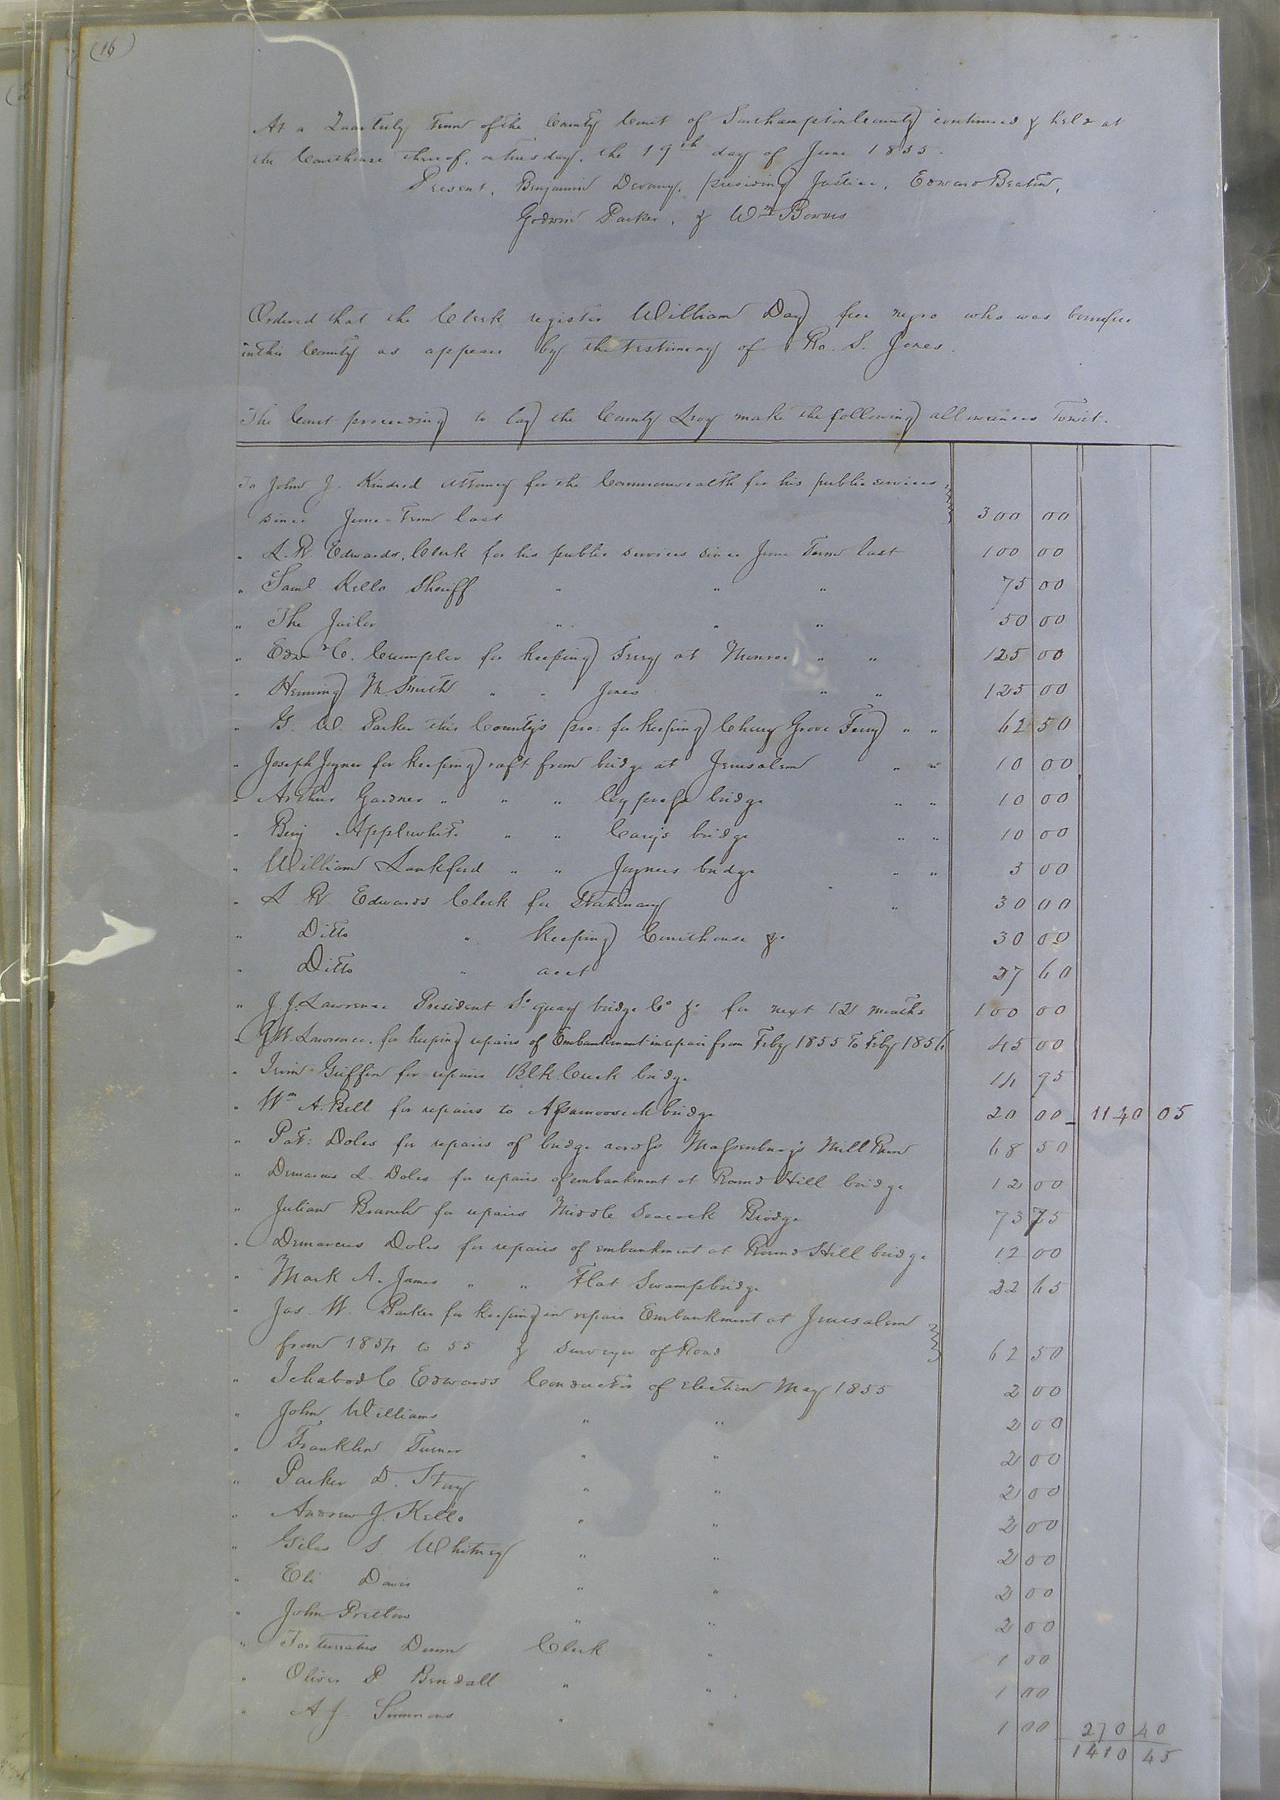 (16)
At a Quarterly Term of the County Court of Southampton County continued & held at
the Courthouse thereof, on tuesday, the 19th day of June 1855.
Present, Benjamin Devany, presiding Justice, Edward Beaton,
Godwin Parker, & Wm Bowers
Ordered that the Clerk register William Day free negro who was born free
in this County as appears by the testimony of Ro. S. Jones.
The Court proceeding to lay the County Levy make the following allowances Towit.
To John J. Kindred Attorney for the Commonwealth for his public services
since June Term last 300 00
" L. R. Edwards, Clerk for his public services since June Term last 100 00
" Saml Kello Sheriff " " " 75 00
" The Jailor " " " 50 00
" Edwd C. Crumpler for keeping Ferry at Monroe " " 125 00
" Henning M Smith " " Jones " " 125 00
" G. W. Parker this County's pro: for keeping Cherry Grove Ferry " " 62 50
" Joseph Joyner for keeping raft from bridge at Jerusalem " " 10 00
" Arthur Gardner " " " Cypress bridge " " 10 00
" Benj Applewhite " " Cary's bridge " " 10 00
" William Lankford " " Joyners bridge " " 3 00
" L R Edwards Clerk for Stationary " 30 00
" Ditto " keeping Courthouse &c 30 00
" Ditto " acct 27 60
" J. J. Lawrence President So quay bridge Co &c for next 12 months 100 00
" G W. Lawrence for keeping repairs of Embankment in repair from Feby 1855 To Feby 1856 45 00
" Irvin Griffin for repairs Blk Creek bridge 14 95
" Wm A. Bell for repairs to Assamoosick bridge 20 00 1140 05
" Pat: Doles for repairs of bridge across Massenburg's Mill Run 68 50
" Demarcus L. Doles for repairs of embankment at Round Hill bridge 12 00
" Julian Branch for repairs Middle Seacock Bridge 73 75
" Demarcus Doles for repairs of embankment at Round Hill bridge 12 00
" Mark A. James " " Flat Swamp bridge 22 65
" Jas. W. Parker for keeping in repair Embankment at Jerusalem
from 1854 to 55 & surveyor of Road 62 50
" Ichabod C Edwards Conductor of election May 1855 2 00
" John Williams " " 2 00
" Franklin Turner " " 2 00
" Parker D. Story " " 2 00
" Andrew J. Kello " " 2 00
" Giles S Whitney " " 2 00
" Eli Davis " " 2 00
" John Pretlow " " 2 00
" Fortunatus Dunn Clerk " 1 00
" Oliver P Bendall " " 1 00
" A J. Simmons " " 1 00 270 40
1410 45